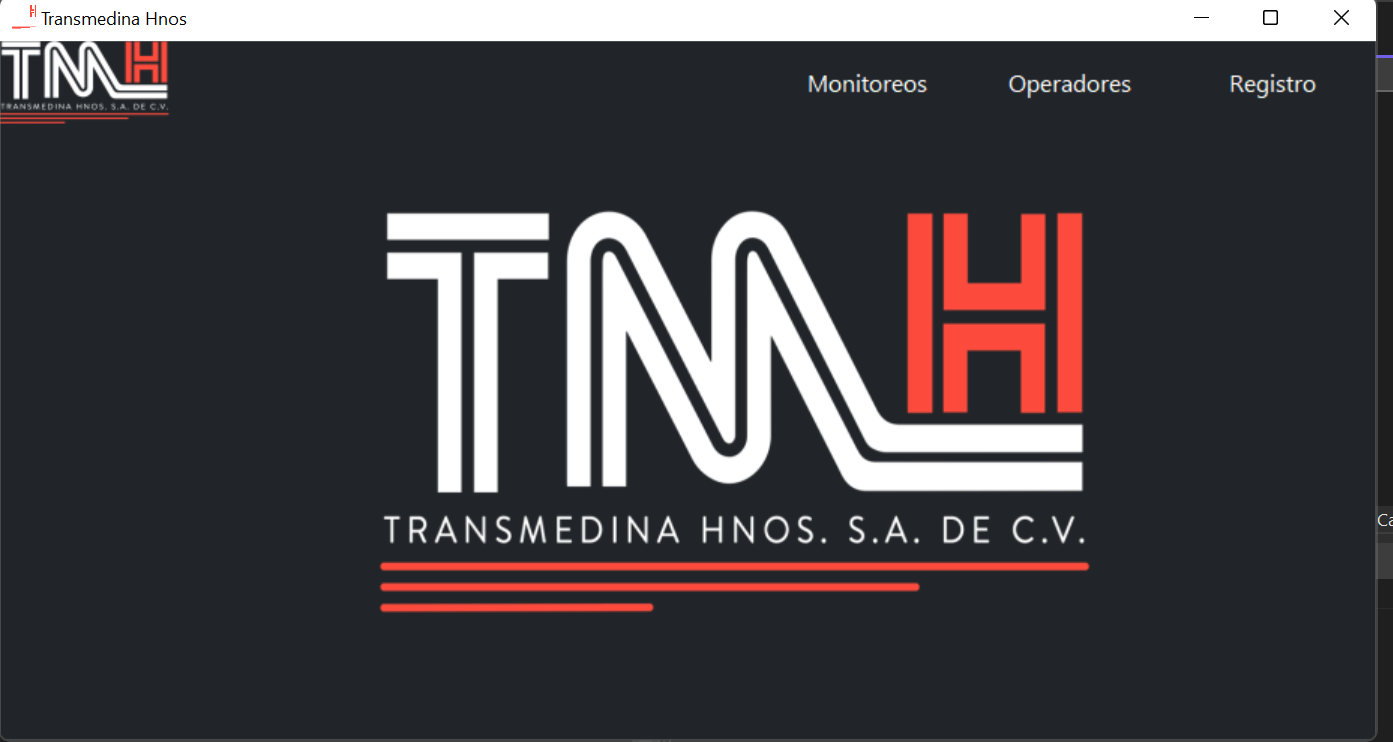 Transmedina Hnos
TMH
TRANSMEDINA HNOS. S.A. DE C.V.
Monitoreos Operadores Registro
TMH
TRANSMEDINA HNOS. S.A. DE C.V.
Ca